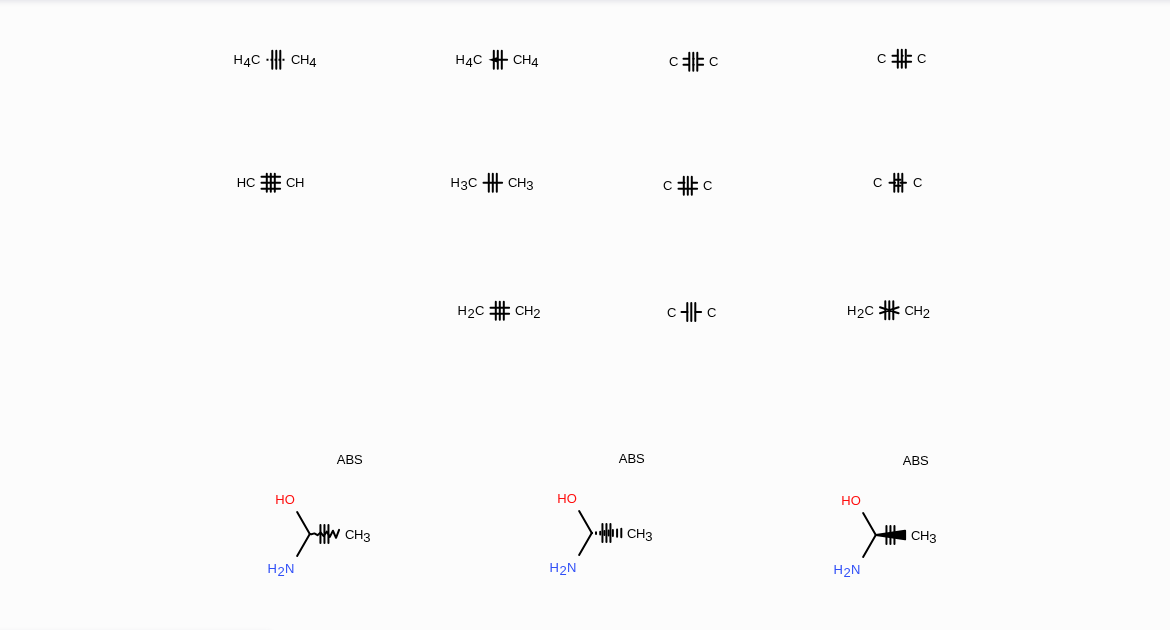 H4C CH4 H4C CH4 C C C C
HC CH H3C CH3 C C C C
H2C CH2 C C H2C CH2
ABS ABS ABS
HO HO HO
CH3 CH3 CH3
H2N H2N H2N